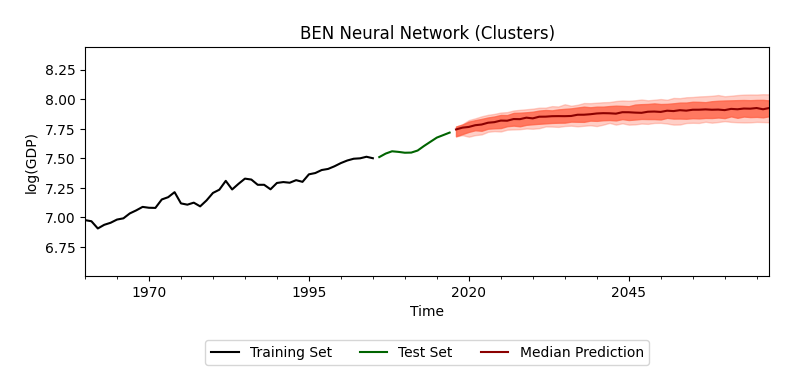 BEN Neural Network (Clusters)
8.25
8.00
7.75
7.50
7.25
7.00
6.75
log(GDP)
1970 1995 2020 2045
Time
Training Set Test Set Median Prediction